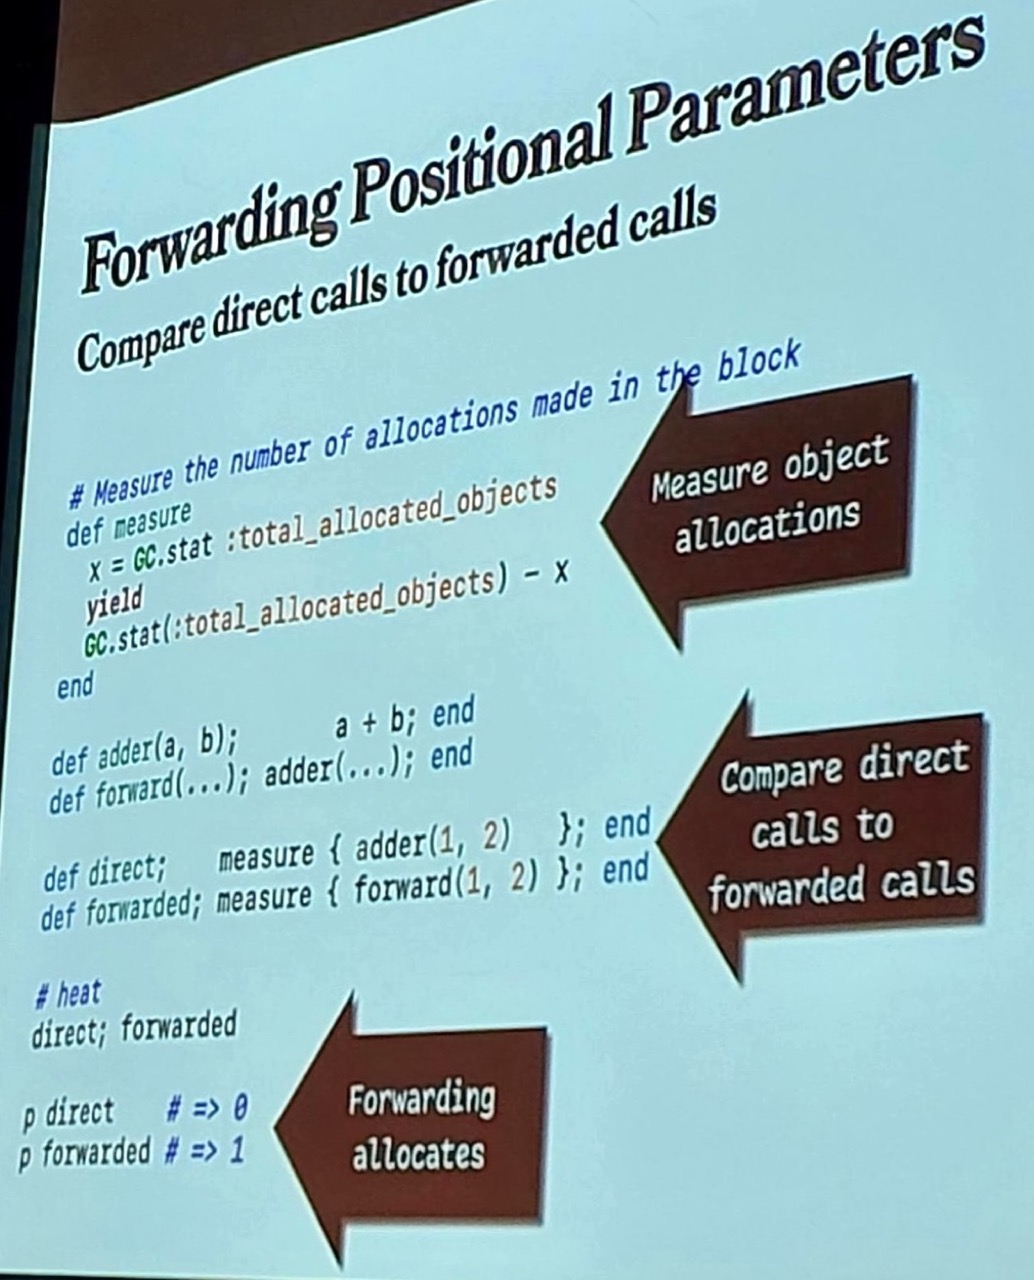 Forwarding Positional Parameters
Compare direct calls to forwarded calls
# Measure the number of allocations made in the block
def measure
  x = GC.stat :total_allocated_objects
  yield
  GC.stat(:total_allocated_objects) - x
end
Measure object
allocations
def adder(a, b);        a + b; end
def forward(...); adder(...); end
def direct;    measure { adder(1, 2)   }; end
def forwarded; measure { forward(1, 2) }; end
Compare direct
calls to
forwarded calls
# heat
direct; forwarded
p direct    # => 0
p forwarded # => 1
Forwarding
allocates